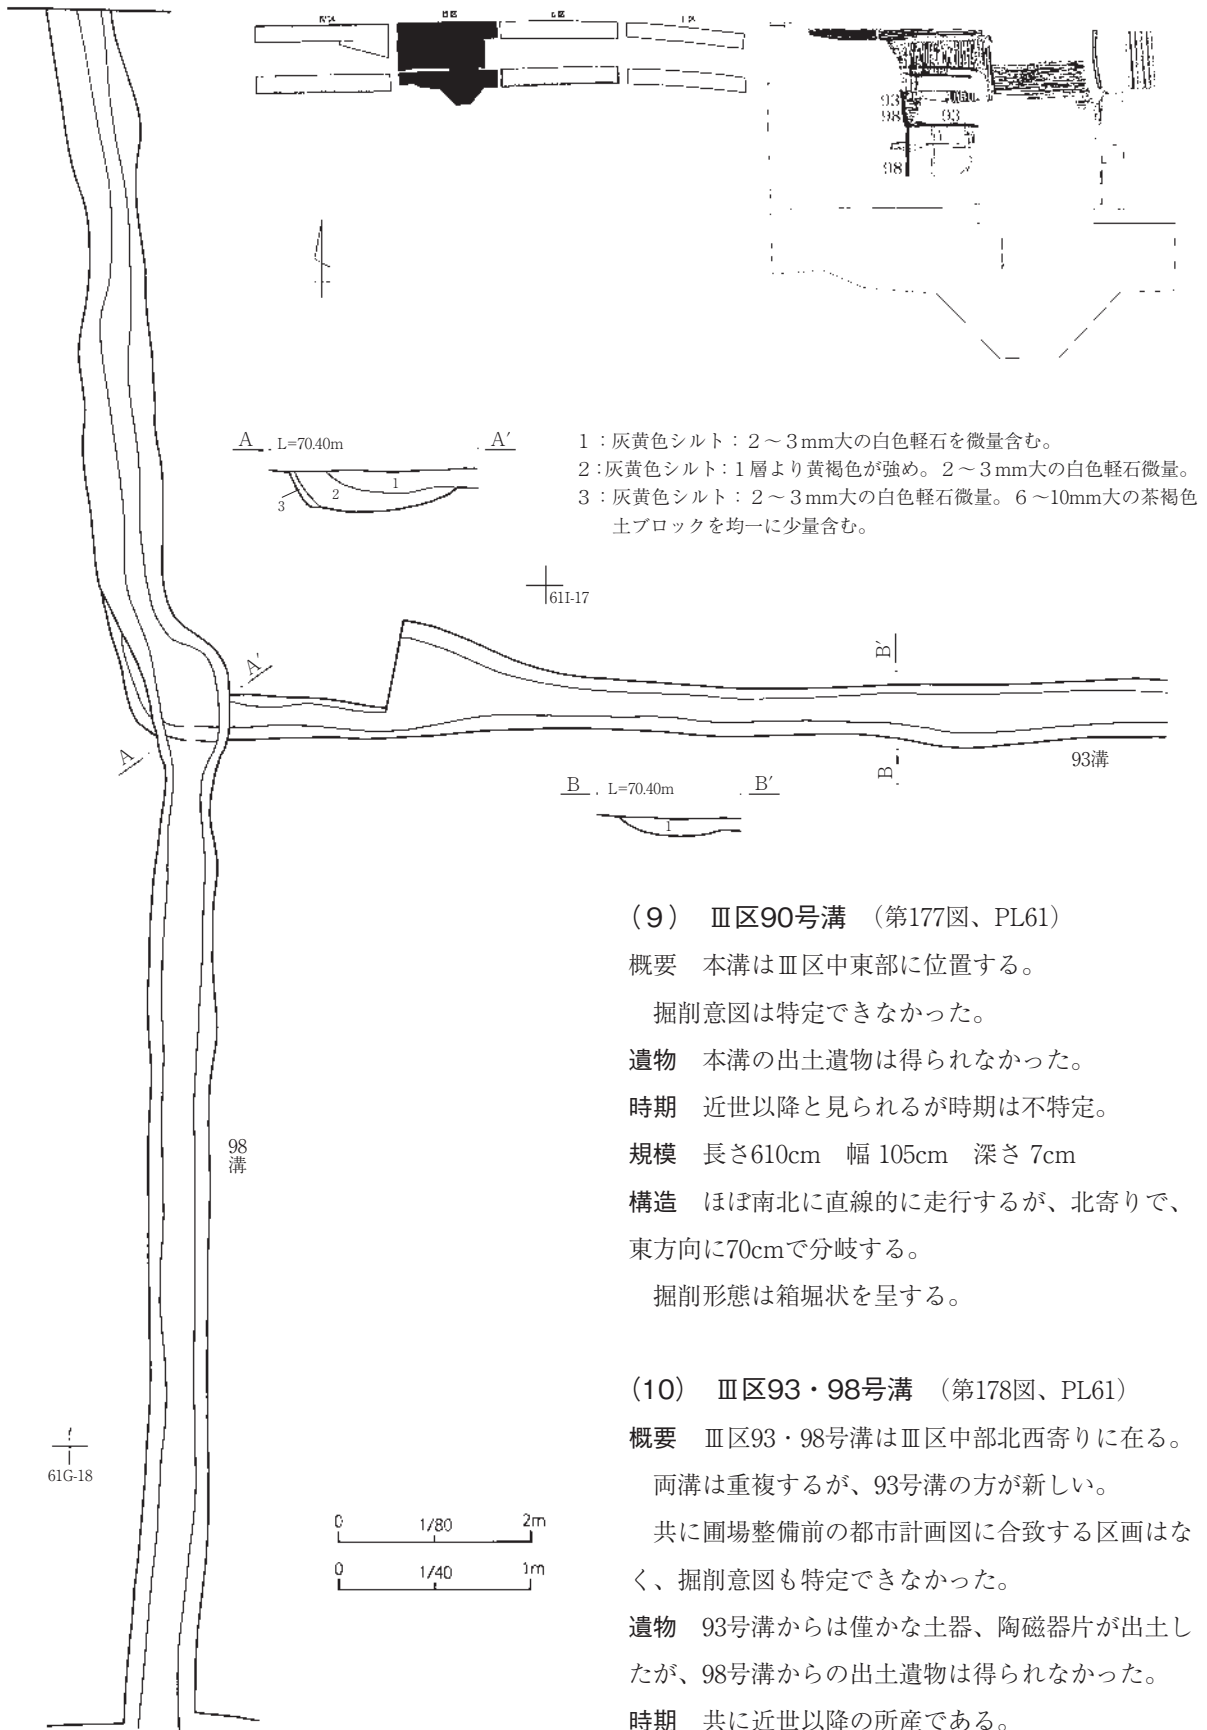 93
98
93
98
A L=70.40m A′
1
2
3
1：灰黄色シルト：2～3mm大の白色軽石を微量含む。
2：灰黄色シルト：1層より黄褐色が強め。2～3mm大の白色軽石微量。
3：灰黄色シルト：2～3mm大の白色軽石微量。6～10mm大の茶褐色
土ブロックを均一に少量含む。
61I-17
A′
B′
A
B
93溝
B L=70.40m B′
1
（9） Ⅲ区90号溝 （第177図、PL61）
概要 本溝はⅢ区中東部に位置する。
掘削意図は特定できなかった。
遺物 本溝の出土遺物は得られなかった。
時期 近世以降と見られるが時期は不特定。
規模 長さ610cm 幅 105cm 深さ 7cm
構造 ほぼ南北に直線的に走行するが、北寄りで、
東方向に70cmで分岐する。
掘削形態は箱堀状を呈する。
98
溝
61G-18
0 1/80 2m
0 1/40 1m
（10） Ⅲ区93・98号溝 （第178図、PL61）
概要 Ⅲ区93・98号溝はⅢ区中部北西寄りに在る。
両溝は重複するが、93号溝の方が新しい。
共に圃場整備前の都市計画図に合致する区画はな
く、掘削意図も特定できなかった。
遺物 93号溝からは僅かな土器、陶磁器片が出土し
たが、98号溝からの出土遺物は得られなかった。
時期 共に近世以降の所産である。